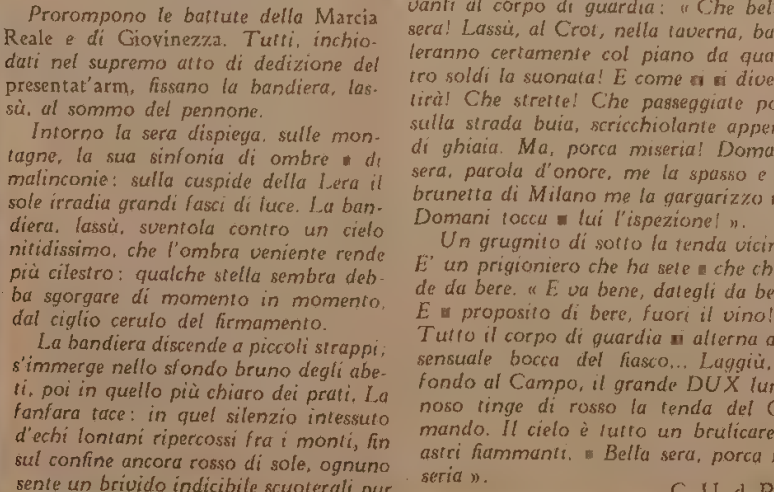 Prorompono le battute della Marcia
Reale e di Giovinezza. Tutti, inchio-
dati nel supremo atto di dedizione del
presentat'arm, fissano la bandiera, las-
sù, al sommo del pennone.
Intorno la sera dispiega, sulle mon-
tagne, la sua sinfonia di ombre e di
malinconie: sulla cuspide della Lera il
sole irradia grandi fasci di luce. La ban-
diera, lassù, sventola contro un cielo
nitidissimo, che l'ombra veniente rende
più cilestro: qualche stella sembra deb-
ba sgorgare di momento in momento,
dal ciglio cerulo del firmamento.
La bandiera discende a piccoli strappi;
s'immerge nello sfondo bruno degli abe-
ti, poi in quello più chiaro dei prati. La
fanfara tace: in quel silenzio intessuto
d'echi lontani ripercossi fra i monti, fin
sul confine ancora rosso di sole, ognuno
sente un brivido indicibile scuoterali pur
vanti al corpo di guardia: « Che bel
sera! Lassù, al Crot, nella taverna, ba
leranno certamente col piano da qua
tro soldi la suonata! E come si dive
tirà! Che strette! Che passeggiate
sulla strada buia, scricchiolante appe
di ghiaia. Ma, porca miseria! Doma
sera, parola d'onore, me la spasso e
brunetta di Milano me la gargarizzo
Domani tocca a lui l'ispezione! ».
Un grugnito di sotto la tenda vici
E' un prigioniero che ha sete e che ch
de da bere. « E va bene, dategli da be
E a proposito di bere, fuori il vino!
Tutto il corpo di guardia si alterna
sensuale bocca del fiasco... Laggiù,
fondo al Campo, il grande DUX lu
noso tinge di rosso la tenda del
mando. Il cielo è tutto un brulicare
astri fiammanti. Bella sera, porca
seria ».